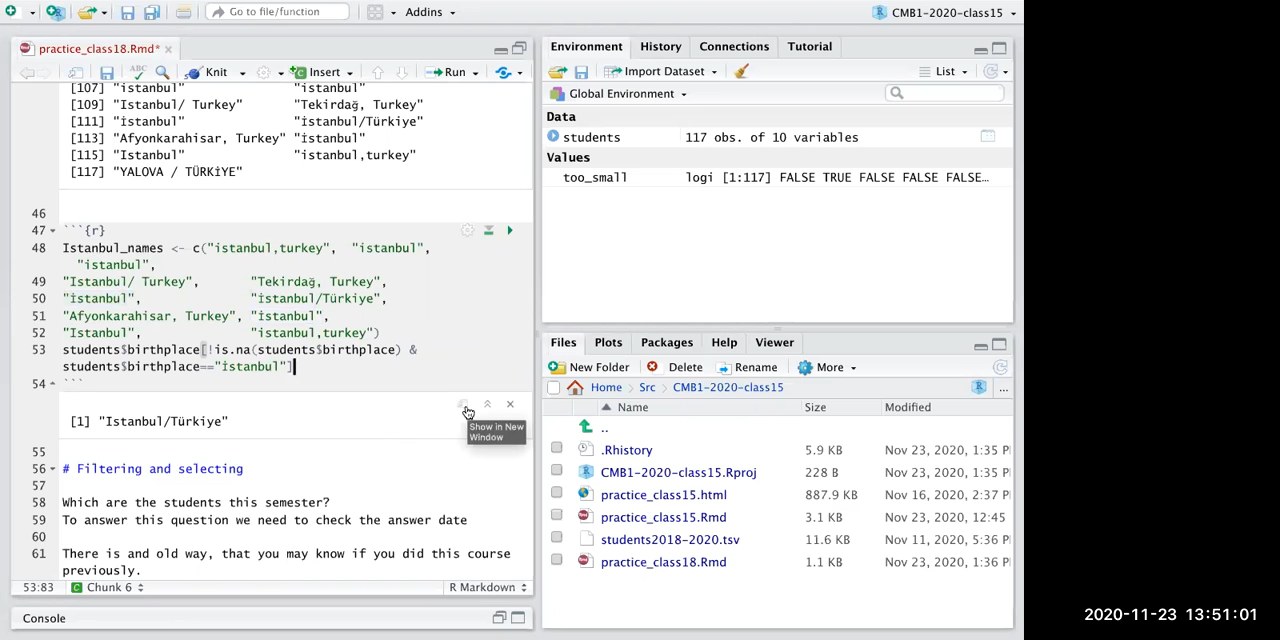 Go to file/function
Addins
CMB1-2020-class15
practice_class18.Rmd*
ABC
Knit
Insert
Run
[107] "istanbul" "istanbul"
[109] "Istanbul/ Turkey" "Tekirdağ, Turkey"
[111] "istanbul" "istanbul/Türkiye"
[113] "Afyonkarahisar, Turkey" "İstanbul"
[115] "Istanbul" "istanbul,turkey"
[117] "YALOVA / TÜRKİYE"
46
47 ```{r}
48 Istanbul_names <- c("istanbul,turkey", "istanbul",
"istanbul",
49 "Istanbul/ Turkey", "Tekirdağ, Turkey",
50 "İstanbul", "İstanbul/Türkiye",
51 "Afyonkarahisar, Turkey", "İstanbul",
52 "Istanbul", "istanbul,turkey")
53 students$birthplace[!is.na(students$birthplace) &
students$birthplace=="İstanbul"]
54 ```
[1] "Istanbul/Türkiye"
Show in New
Window
55
56 # Filtering and selecting
57
58 Which are the students this semester?
59 To answer this question we need to check the answer date
60
61 There is and old way, that you may know if you did this course
previously.
53:83 Chunk 6 R Markdown
Console
Environment History Connections Tutorial
Import Dataset List
Global Environment
Data
students 117 obs. of 10 variables
Values
too_small logi [1:117] FALSE TRUE FALSE FALSE FALSE…
Files Plots Packages Help Viewer
New Folder Delete Rename More
Home Src CMB1-2020-class15 ...
Name Size Modified
..
.Rhistory 5.9 KB Nov 23, 2020, 1:35 P
CMB1-2020-class15.Rproj 228 B Nov 23, 2020, 1:35 P
practice_class15.html 887.9 KB Nov 16, 2020, 2:37 P
practice_class15.Rmd 3.1 KB Nov 23, 2020, 12:45
students2018-2020.tsv 11.6 KB Nov 11, 2020, 5:36 P
practice_class18.Rmd 1.1 KB Nov 23, 2020, 1:36 P
2020-11-23 13:51:01